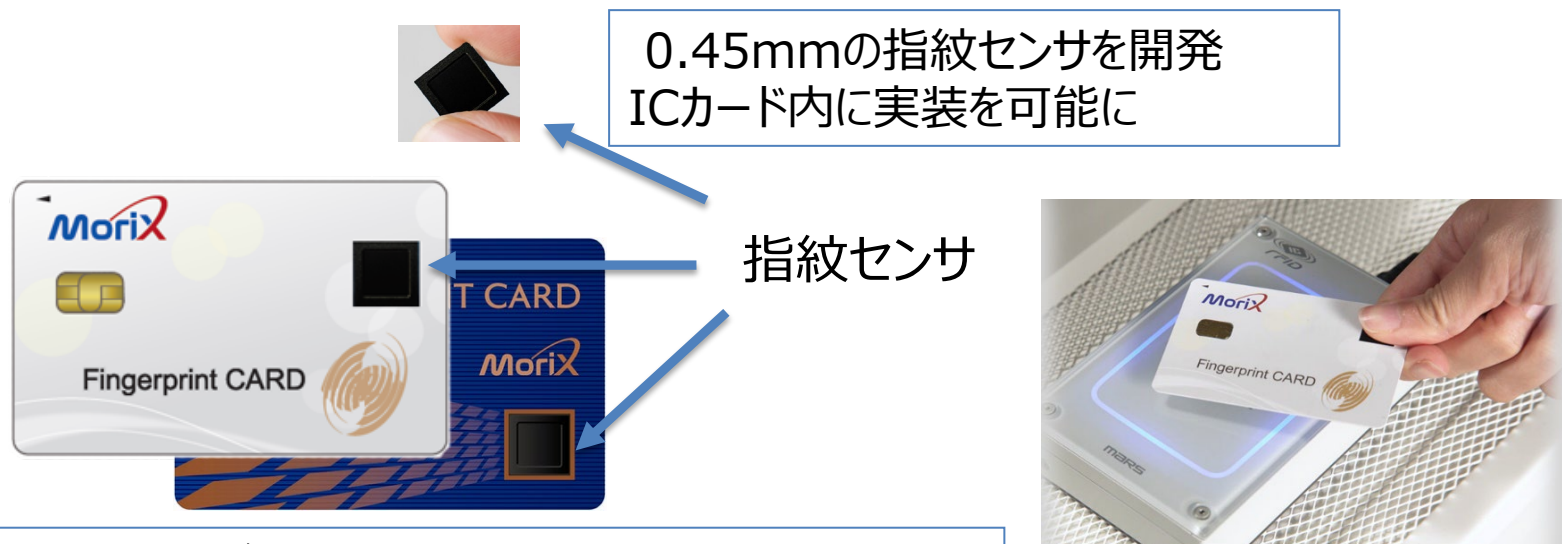 0.45mmの指紋センサを開発
ICカード内に実装を可能に
指紋センサ
MoriX
Fingerprint CARD
T CARD
MoriX
RFID
MoriX
Fingerprint CARD
MARS